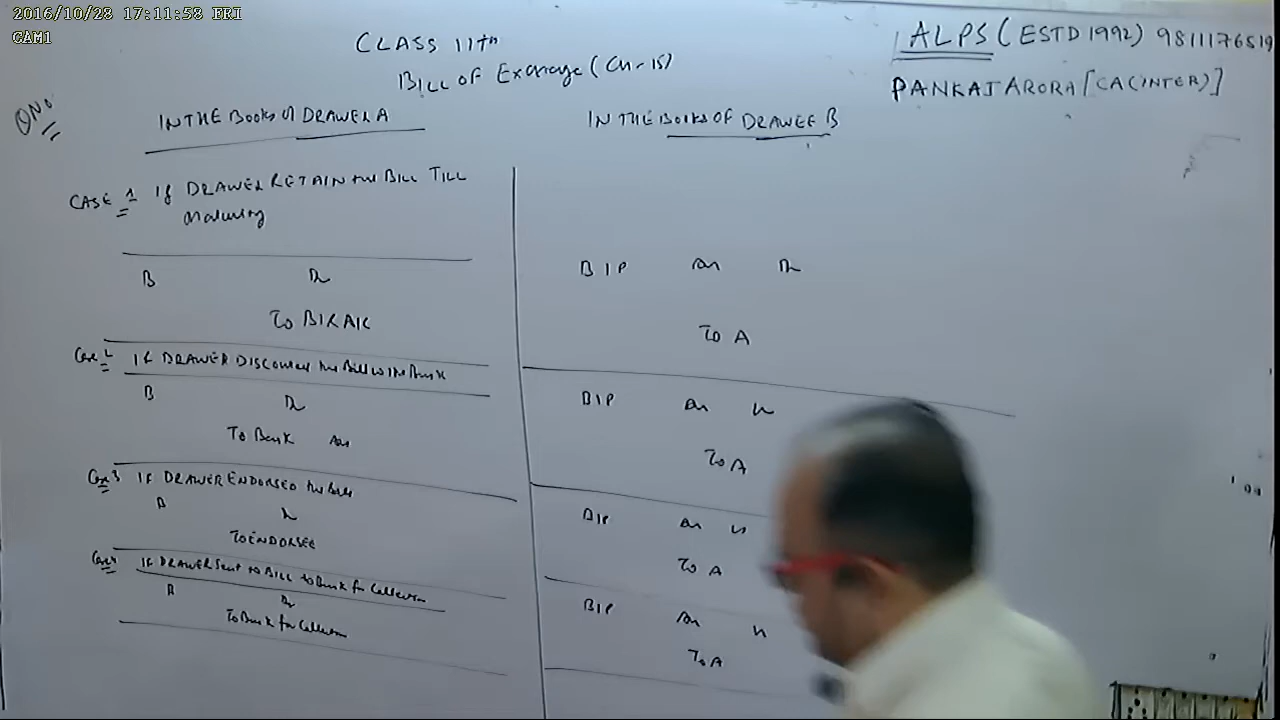 2016/10/28 17:11:58 FRI
CAM1
CLASS 11th
Bill of Exchange (Ch-15)
ALPS (ESTD 1992) 9811176519
PANKAJ ARORA [CA(INTER)]
IN THE Books of DRAWER A
CASE 1 If DRAWER RETAIN the BILL TILL
Maturity
B Dr
To B/R A/c
Case 2 If DRAWER DISCOUNTED the Bill with Bank
B Dr
To Bank A/c
Case 3 If DRAWER ENDORSED the Bill
B Dr
To ENDORSEE
Case 4 If DRAWER Sent to BILL to Bank for Collection
B Dr
To Bank for Collection
IN THE Books OF DRAWEE B
B/P A/c Dr
To A
B/P A/c Dr
To A
B/P A/c Dr
To A
B/P A/c Dr
To A